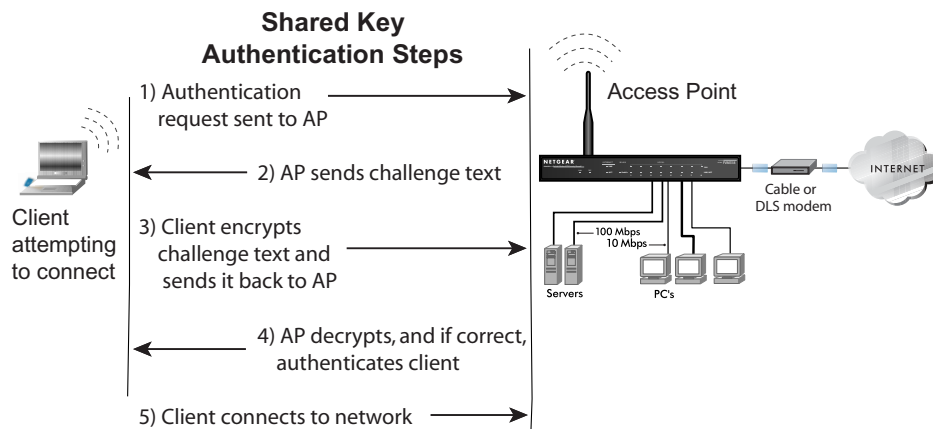 Shared Key
Authentication Steps
1) Authentication
request sent to AP
Access Point
2) AP sends challenge text
NETGEAR
INTERNET
Cable or
DLS modem
Client
attempting
to connect
3) Client encrypts
challenge text and
sends it back to AP
100 Mbps
10 Mbps
Servers
PC's
4) AP decrypts, and if correct,
authenticates client
5) Client connects to network